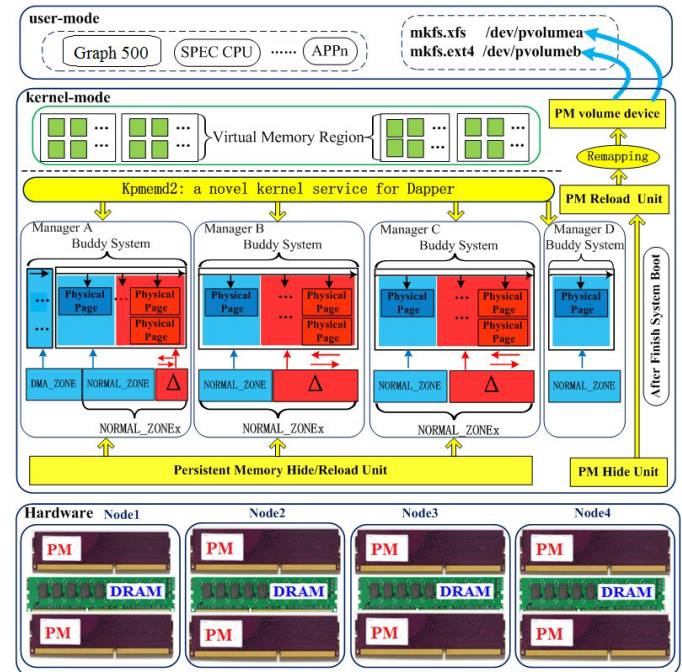 user-mode
Graph 500
SPEC CPU
......
APPn
mkfs.xfs /dev/pvolumea
mkfs.ext4 /dev/pvolumeb
kernel-mode
... ... ... ...
Virtual Memory Region
... ... ... ...
PM volume device
Remapping
PM Reload Unit
Kpmemd2: a novel kernel service for Dapper
Manager A
Buddy System
Manager B
Buddy System
Manager C
Buddy System
Manager D
Buddy System
...
...
Physical
Page
...
Physical
Page
Physical
Page
Physical
Page
...
...
Physical
Page
Physical
Page
Physical
Page
...
...
Physical
Page
Physical
Page
Physical
Page
DMA_ZONE
NORMAL_ZONE
Δ
NORMAL_ZONE
Δ
NORMAL_ZONE
Δ
NORMAL_ZONE
NORMAL_ZONEx
NORMAL_ZONEx
NORMAL_ZONEx
After Finish System Boot
Persistent Memory Hide/Reload Unit
PM Hide Unit
Hardware
Node1
Node2
Node3
Node4
PM
PM
PM
PM
DRAM
DRAM
DRAM
DRAM
PM
PM
PM
PM